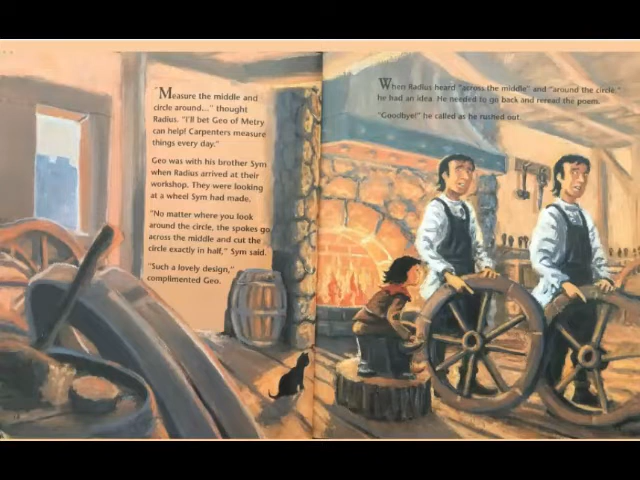 "Measure the middle and
circle around..." thought
Radius. "I'll bet Geo of Metry
can help! Carpenters measure
things every day."
Geo was with his brother Sym
when Radius arrived at their
workshop. They were looking
at a wheel Sym had made.
"No matter where you look
around the circle, the spokes go
across the middle and cut the
circle exactly in half," Sym said.
"Such a lovely design,"
complimented Geo.
When Radius heard "across the middle" and "around the circle,"
he had an idea. He needed to go back and reread the poems.
"Goodbye!" he called as he rushed out.